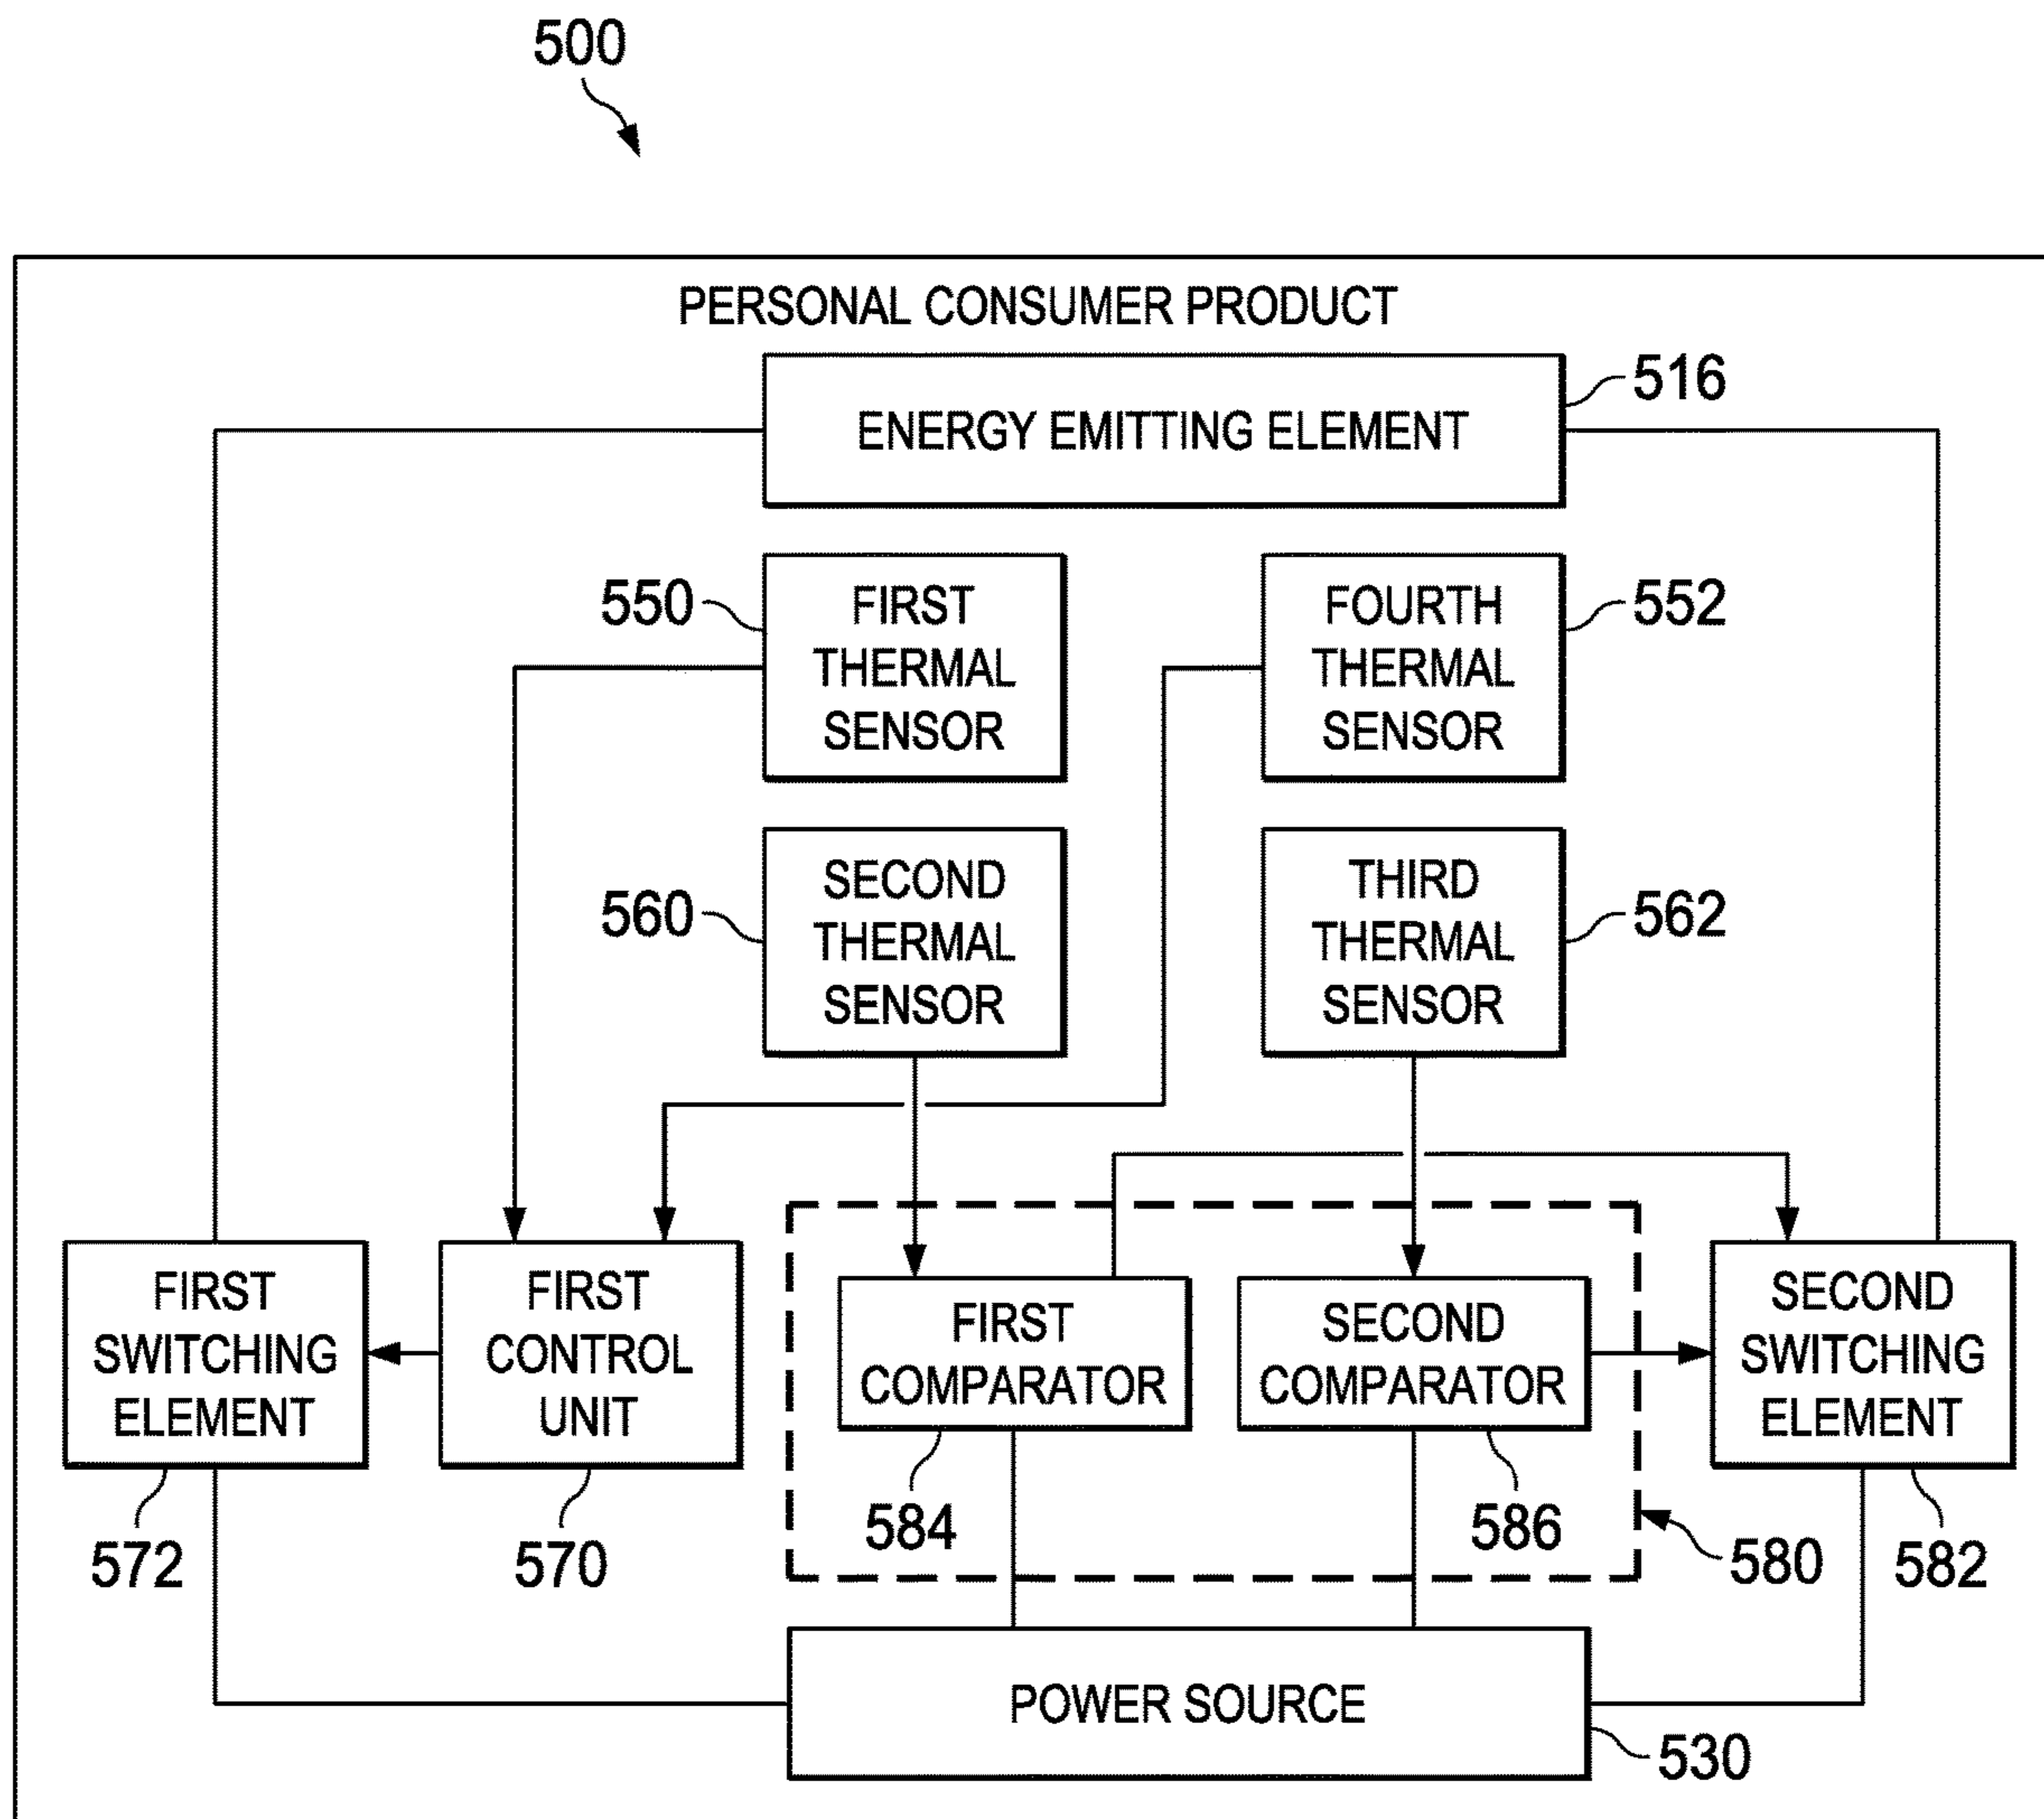 500
PERSONAL CONSUMER PRODUCT
516
ENERGY EMITTING ELEMENT
550
FIRST
THERMAL
SENSOR
FOURTH
THERMAL
SENSOR
552
560
SECOND
THERMAL
SENSOR
THIRD
THERMAL
SENSOR
562
FIRST
SWITCHING
ELEMENT
FIRST
CONTROL
UNIT
FIRST
COMPARATOR
SECOND
COMPARATOR
SECOND
SWITCHING
ELEMENT
572
570
584
586
580
582
POWER SOURCE
530